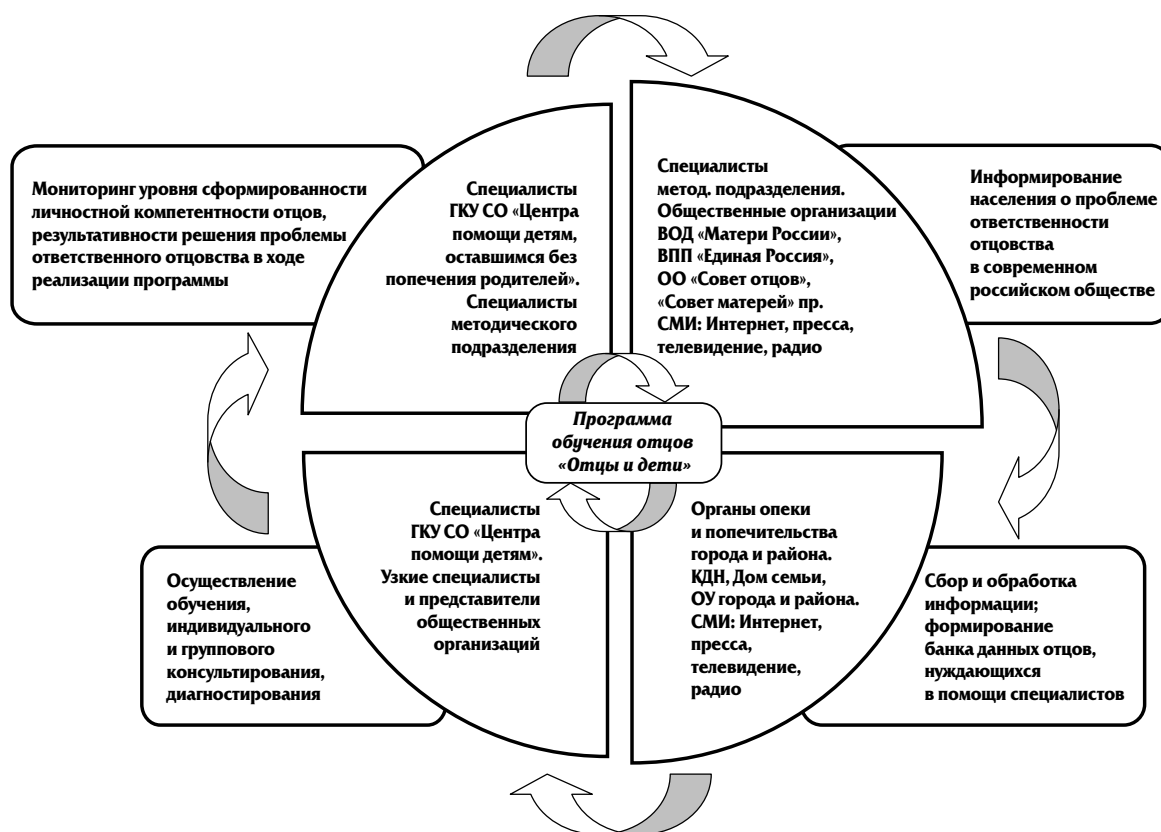 Мониторинг уровня сформированности
личностной компетентности отцов,
результативности решения проблемы
ответственного отцовства в ходе
реализации программы
Специалисты
ГКУ СО «Центра
помощи детям,
оставшимся без
попечения родителей».
Специалисты
методического
подразделения
Специалисты
метод. подразделения.
Общественные организации
ВОД «Матери России»,
ВПП «Единая Россия»,
ОО «Совет отцов»,
«Совет матерей» пр.
СМИ: Интернет, пресса,
телевидение, радио
Информирование
населения о проблеме
ответственности
отцовства
в современном
российском обществе
Программа
обучения отцов
«Отцы и дети»
Осуществление
обучения,
индивидуального
и группового
консультирования,
диагностирования
Специалисты
ГКУ СО «Центра
помощи детям».
Узкие специалисты
и представители
общественных
организаций
Органы опеки
и попечительства
города и района.
КДН, Дом семьи,
ОУ города и района.
СМИ: Интернет,
пресса,
телевидение,
радио
Сбор и обработка
информации;
формирование
банка данных отцов,
нуждающихся
в помощи специалистов